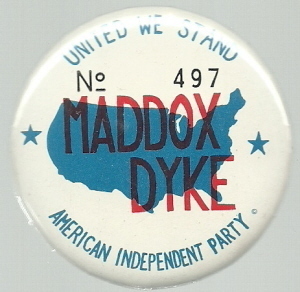 UNITED WE STAND
No 497
MADDOX
DYKE
AMERICAN INDEPENDENT PARTY ©